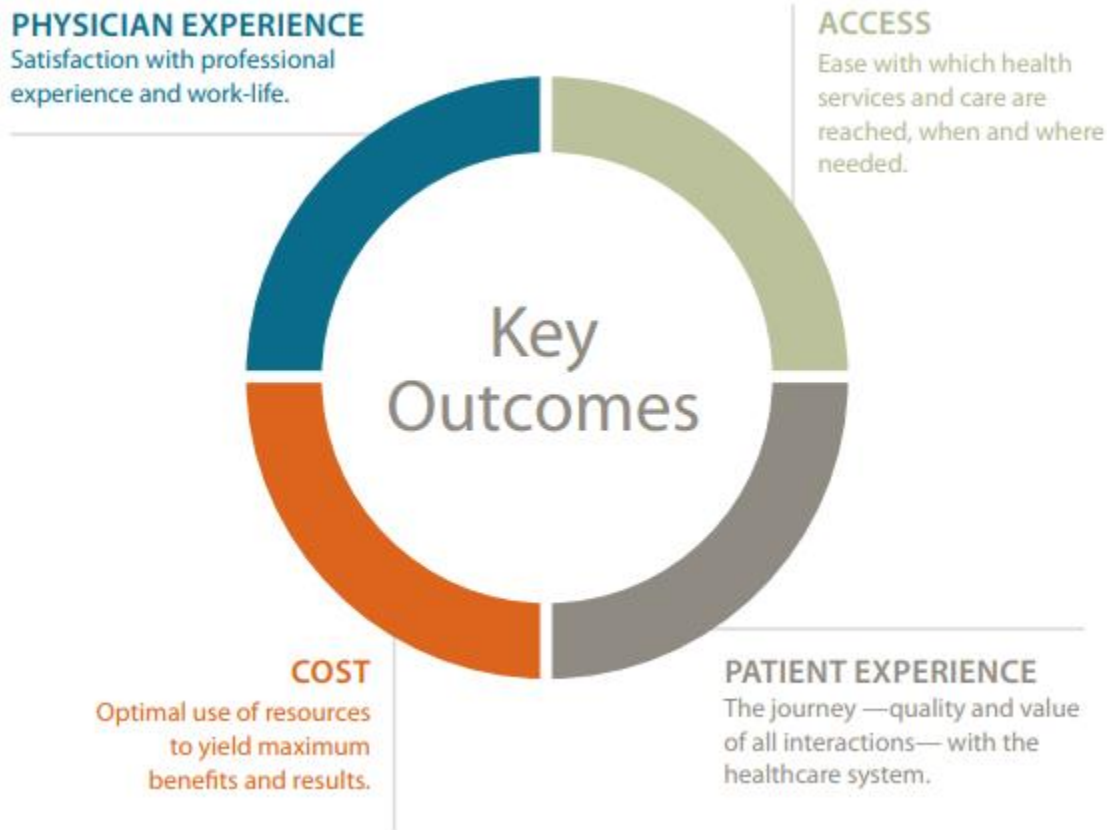 PHYSICIAN EXPERIENCE
Satisfaction with professional
experience and work-life.
ACCESS
Ease with which health
services and care are
reached, when and where
needed.
Key
Outcomes
COST
Optimal use of resources
to yield maximum
benefits and results.
PATIENT EXPERIENCE
The journey —quality and value
of all interactions— with the
healthcare system.